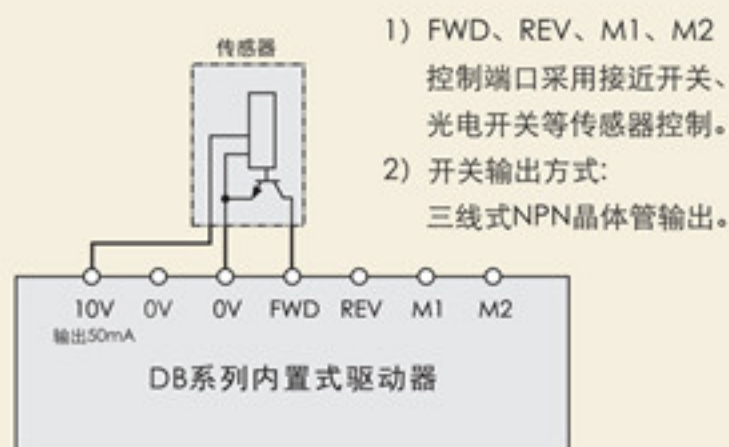 传感器
1) FWD、REV、M1、M2
控制端口采用接近开关、
光电开关等传感器控制。
2) 开关输出方式:
三线式NPN晶体管输出。
10V 0V 0V FWD REV M1 M2
输出50mA
DB系列内置式驱动器